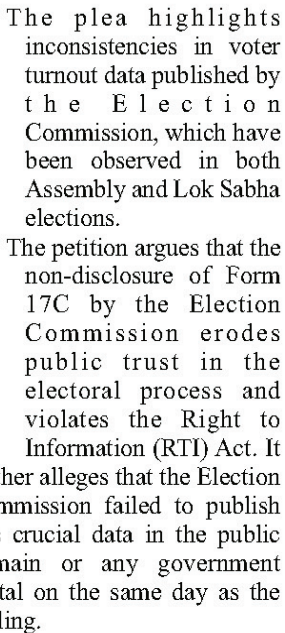 The plea highlights
inconsistencies in voter
turnout data published by
the Election
Commission, which have
been observed in both
Assembly and Lok Sabha
elections.
The petition argues that the
non-disclosure of Form
17C by the Election
Commission erodes
public trust in the
electoral process and
violates the Right to
Information (RTI) Act. It
ther alleges that the Election
mmission failed to publish
crucial data in the public
main or any government
tal on the same day as the
ling.